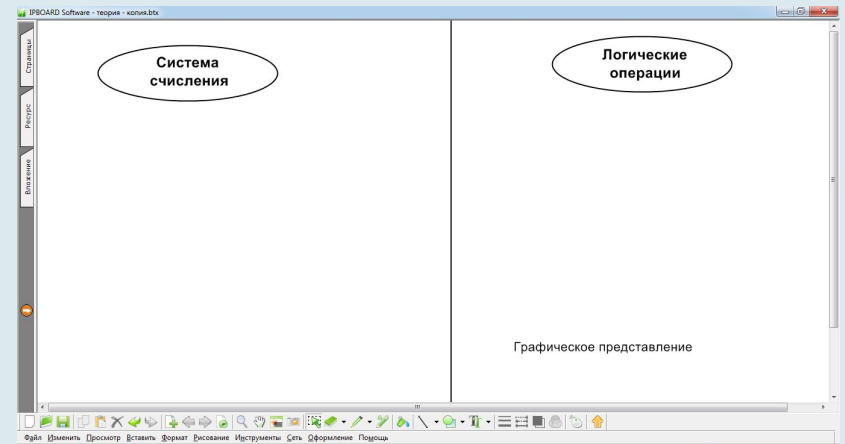 IPBOARD Software - теория - копия.btx
Страницы
Ресурс
Вложение
Система
счисления
Логические
операции
Графическое представление
Файл Изменить Просмотр Вставить Формат Рисование Инструменты Сеть Оформление Помощь